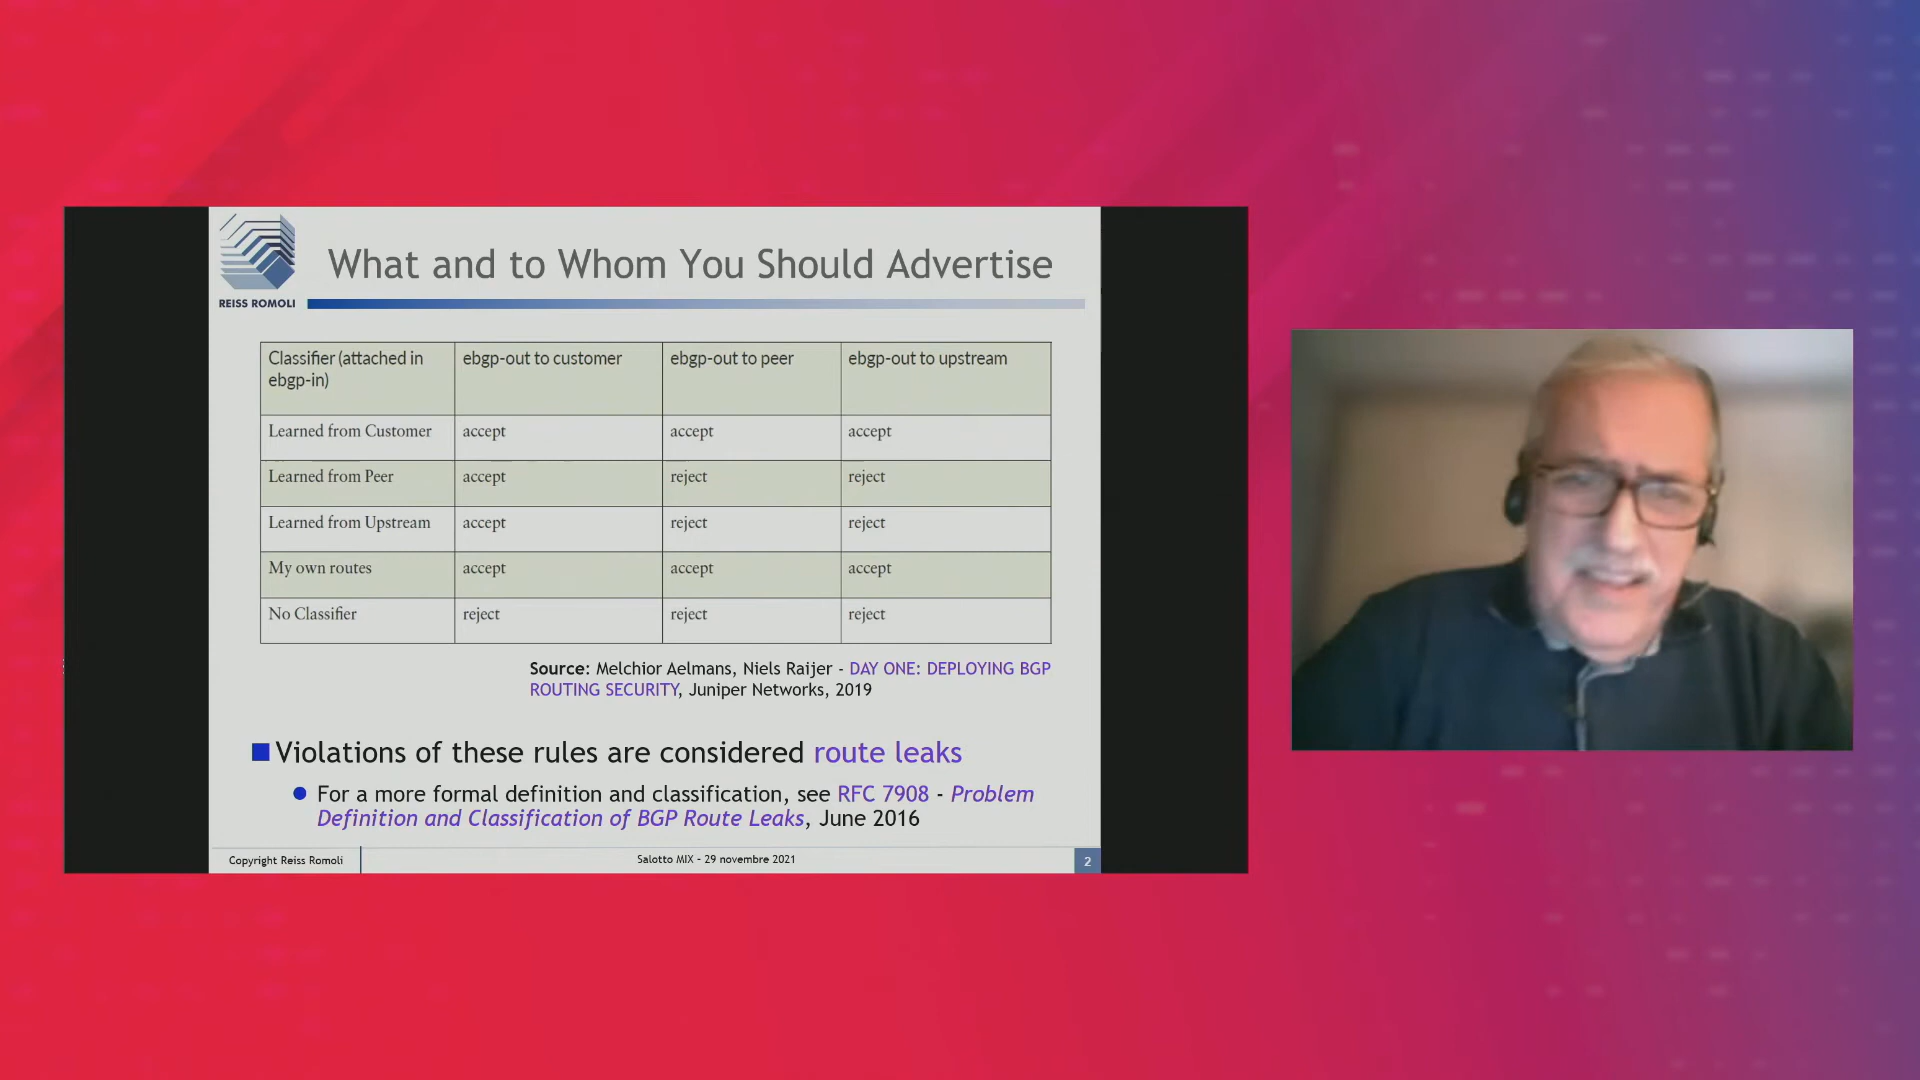 REISS ROMOLI
What and to Whom You Should Advertise
Classifier (attached in
ebgp-in)
ebgp-out to customer
ebgp-out to peer
ebgp-out to upstream
Learned from Customer
accept
accept
accept
Learned from Peer
accept
reject
reject
Learned from Upstream
accept
reject
reject
My own routes
accept
accept
accept
No Classifier
reject
reject
reject
Source: Melchior Aelmans, Niels Raijer - DAY ONE: DEPLOYING BGP
ROUTING SECURITY, Juniper Networks, 2019
Violations of these rules are considered route leaks
For a more formal definition and classification, see RFC 7908 - Problem
Definition and Classification of BGP Route Leaks, June 2016
Copyright Reiss Romoli
Salotto MIX – 29 novembre 2021
2